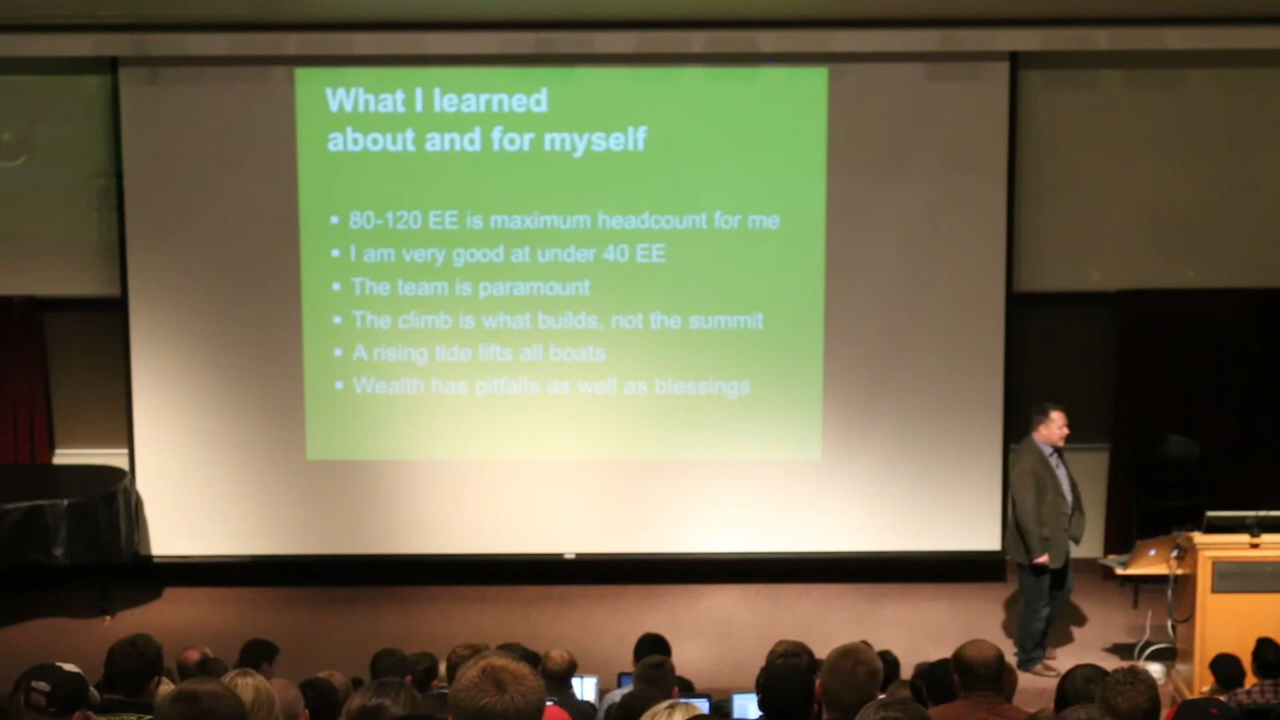 What I learned
about and for myself
▪ 80-120 EE is maximum headcount for me
▪ I am very good at under 40 EE
▪ The team is paramount
▪ The climb is what builds, not the summit
▪ A rising tide lifts all boats
▪ Wealth has pitfalls as well as blessings